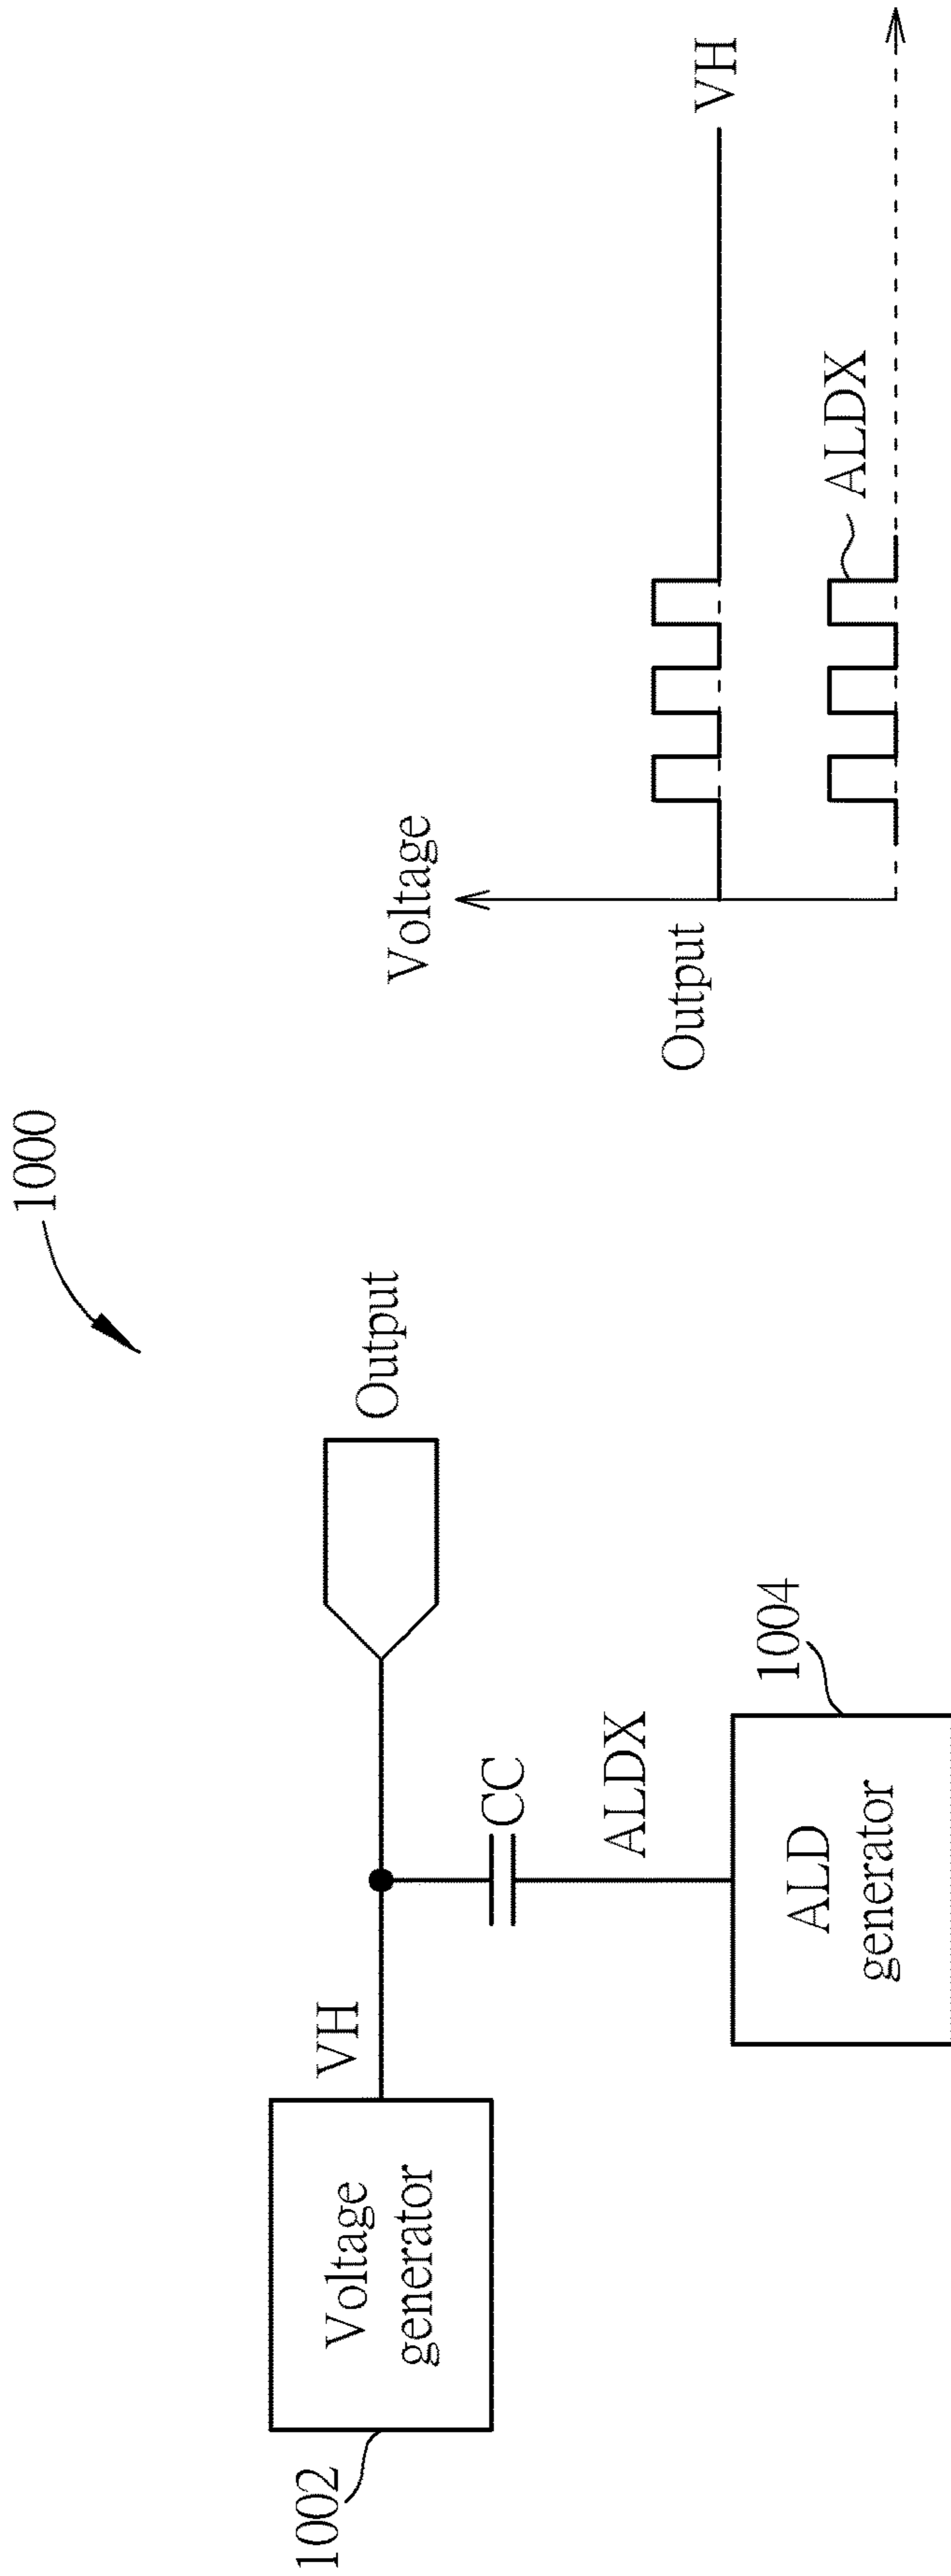 1000
1002
Voltage
generator
VH
Output
CC
ALDX
ALD
generator
1004
Voltage
Output
VH
ALDX